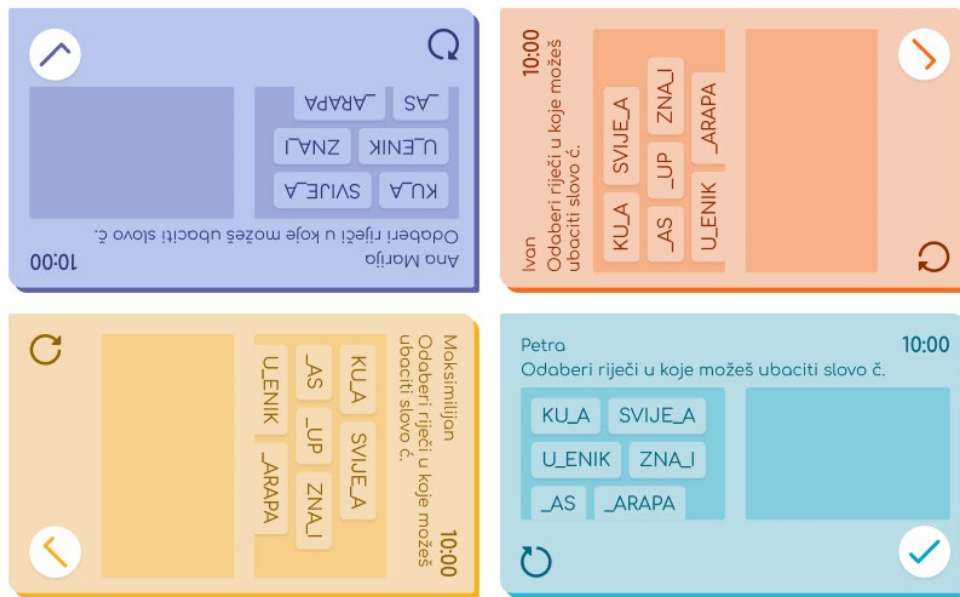 Ana Marija 10:00
Odaberi riječi u koje možeš ubaciti slovo č.
KU_A SVIJE_A
U_ENIK ZNA_I
_AS _ARAPA
Ivan 10:00
Odaberi riječi u koje možeš
ubaciti slovo ć.
KU_A SVIJE_A
_AS _UP ZNA_I
U_ENIK _ARAPA
Maksimilijan 10:00
Odaberi riječi u koje možeš
ubaciti slovo ć.
KU_A SVIJE_A
_AS _UP ZNA_I
U_ENIK _ARAPA
Petra 10:00
Odaberi riječi u koje možeš ubaciti slovo č.
KU_A SVIJE_A
U_ENIK ZNA_I
_AS _ARAPA